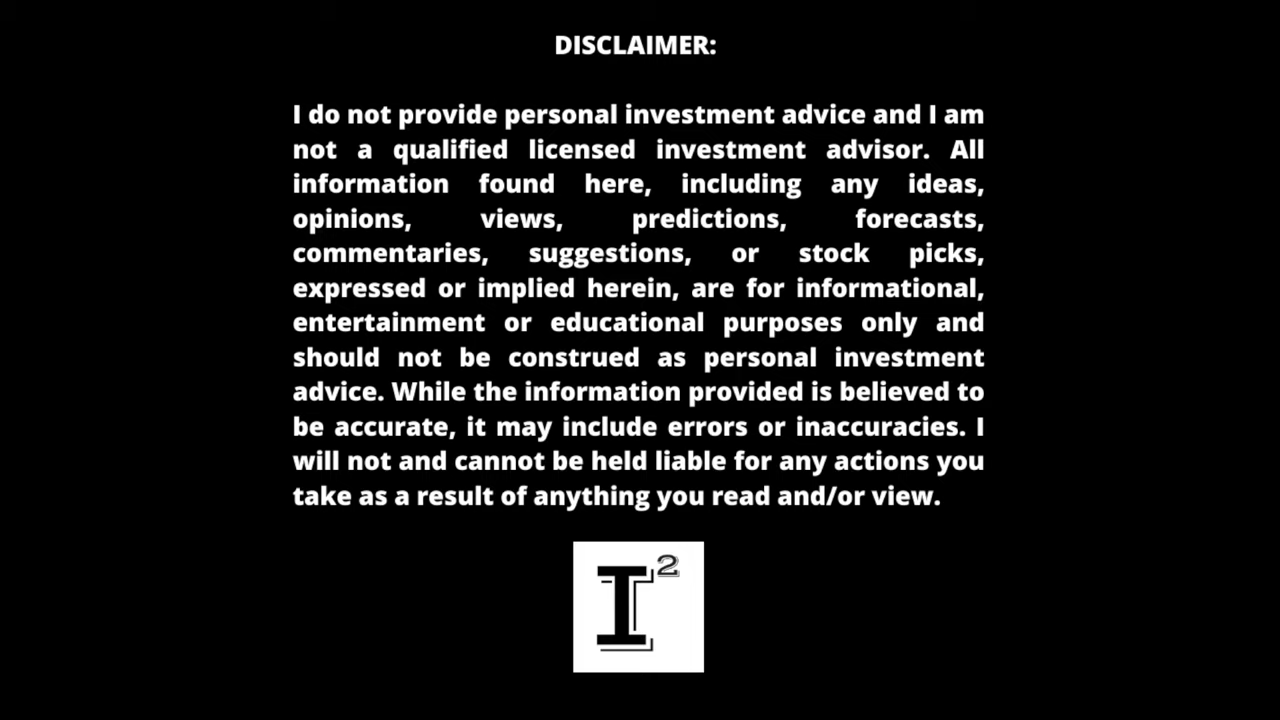 DISCLAIMER:
I do not provide personal investment advice and I am
not a qualified licensed investment advisor. All
information found here, including any ideas,
opinions, views, predictions, forecasts,
commentaries, suggestions, or stock picks,
expressed or implied herein, are for informational,
entertainment or educational purposes only and
should not be construed as personal investment
advice. While the information provided is believed to
be accurate, it may include errors or inaccuracies. I
will not and cannot be held liable for any actions you
take as a result of anything you read and/or view.
I²